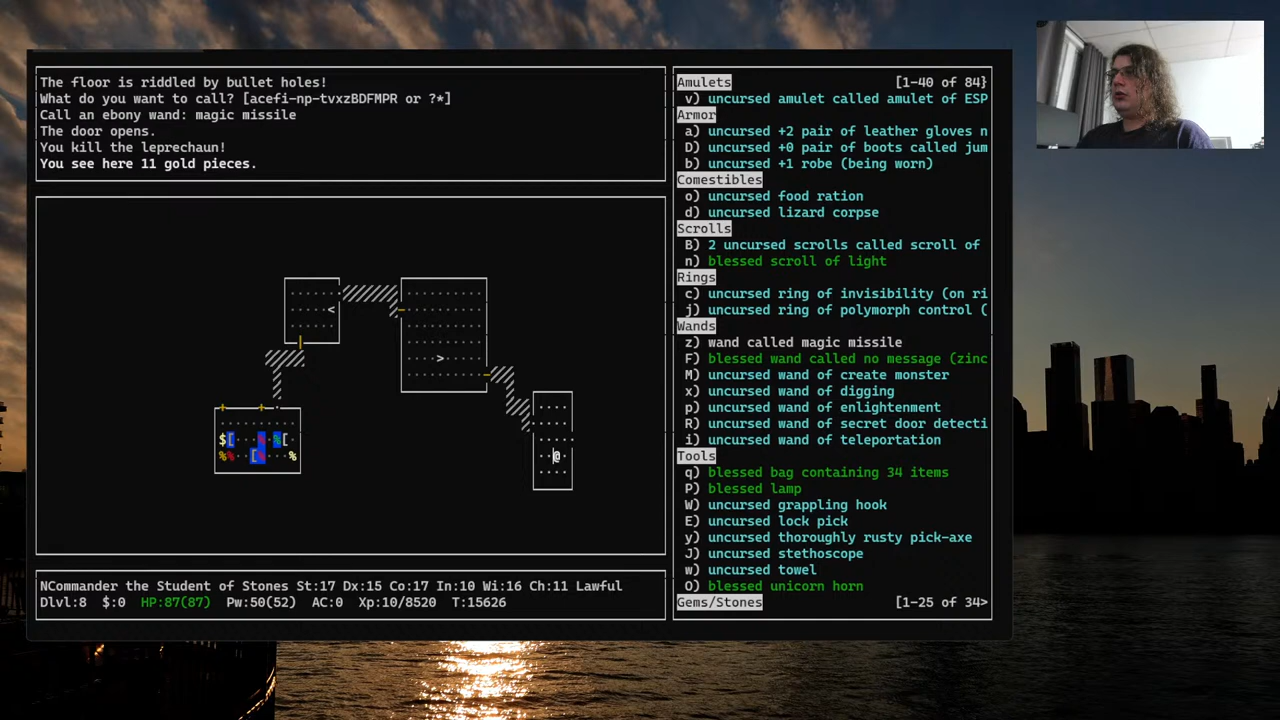 The floor is riddled by bullet holes!
What do you want to call? [acefi-np-tvxzBDFMPR or ?*]
Call an ebony wand: magic missile
The door opens.
You kill the leprechaun!
You see here 11 gold pieces.
Amulets [1-40 of 84}
v) uncursed amulet called amulet of ESP
Armor
a) uncursed +2 pair of leather gloves n
D) uncursed +0 pair of boots called jum
b) uncursed +1 robe (being worn)
Comestibles
o) uncursed food ration
d) uncursed lizard corpse
Scrolls
B) 2 uncursed scrolls called scroll of
n) blessed scroll of light
Rings
c) uncursed ring of invisibility (on ri
j) uncursed ring of polymorph control (
Wands
z) wand called magic missile
F) blessed wand called no message (zinc
M) uncursed wand of create monster
x) uncursed wand of digging
p) uncursed wand of enlightenment
R) uncursed wand of secret door detecti
i) uncursed wand of teleportation
Tools
q) blessed bag containing 34 items
P) blessed lamp
W) uncursed grappling hook
E) uncursed lock pick
y) uncursed thoroughly rusty pick-axe
J) uncursed stethoscope
w) uncursed towel
O) blessed unicorn horn
Gems/Stones [1-25 of 34>
NCommander the Student of Stones St:17 Dx:15 Co:17 In:10 Wi:16 Ch:11 Lawful
Dlvl:8 $:0 HP:87(87) Pw:50(52) AC:0 Xp:10/8520 T:15626